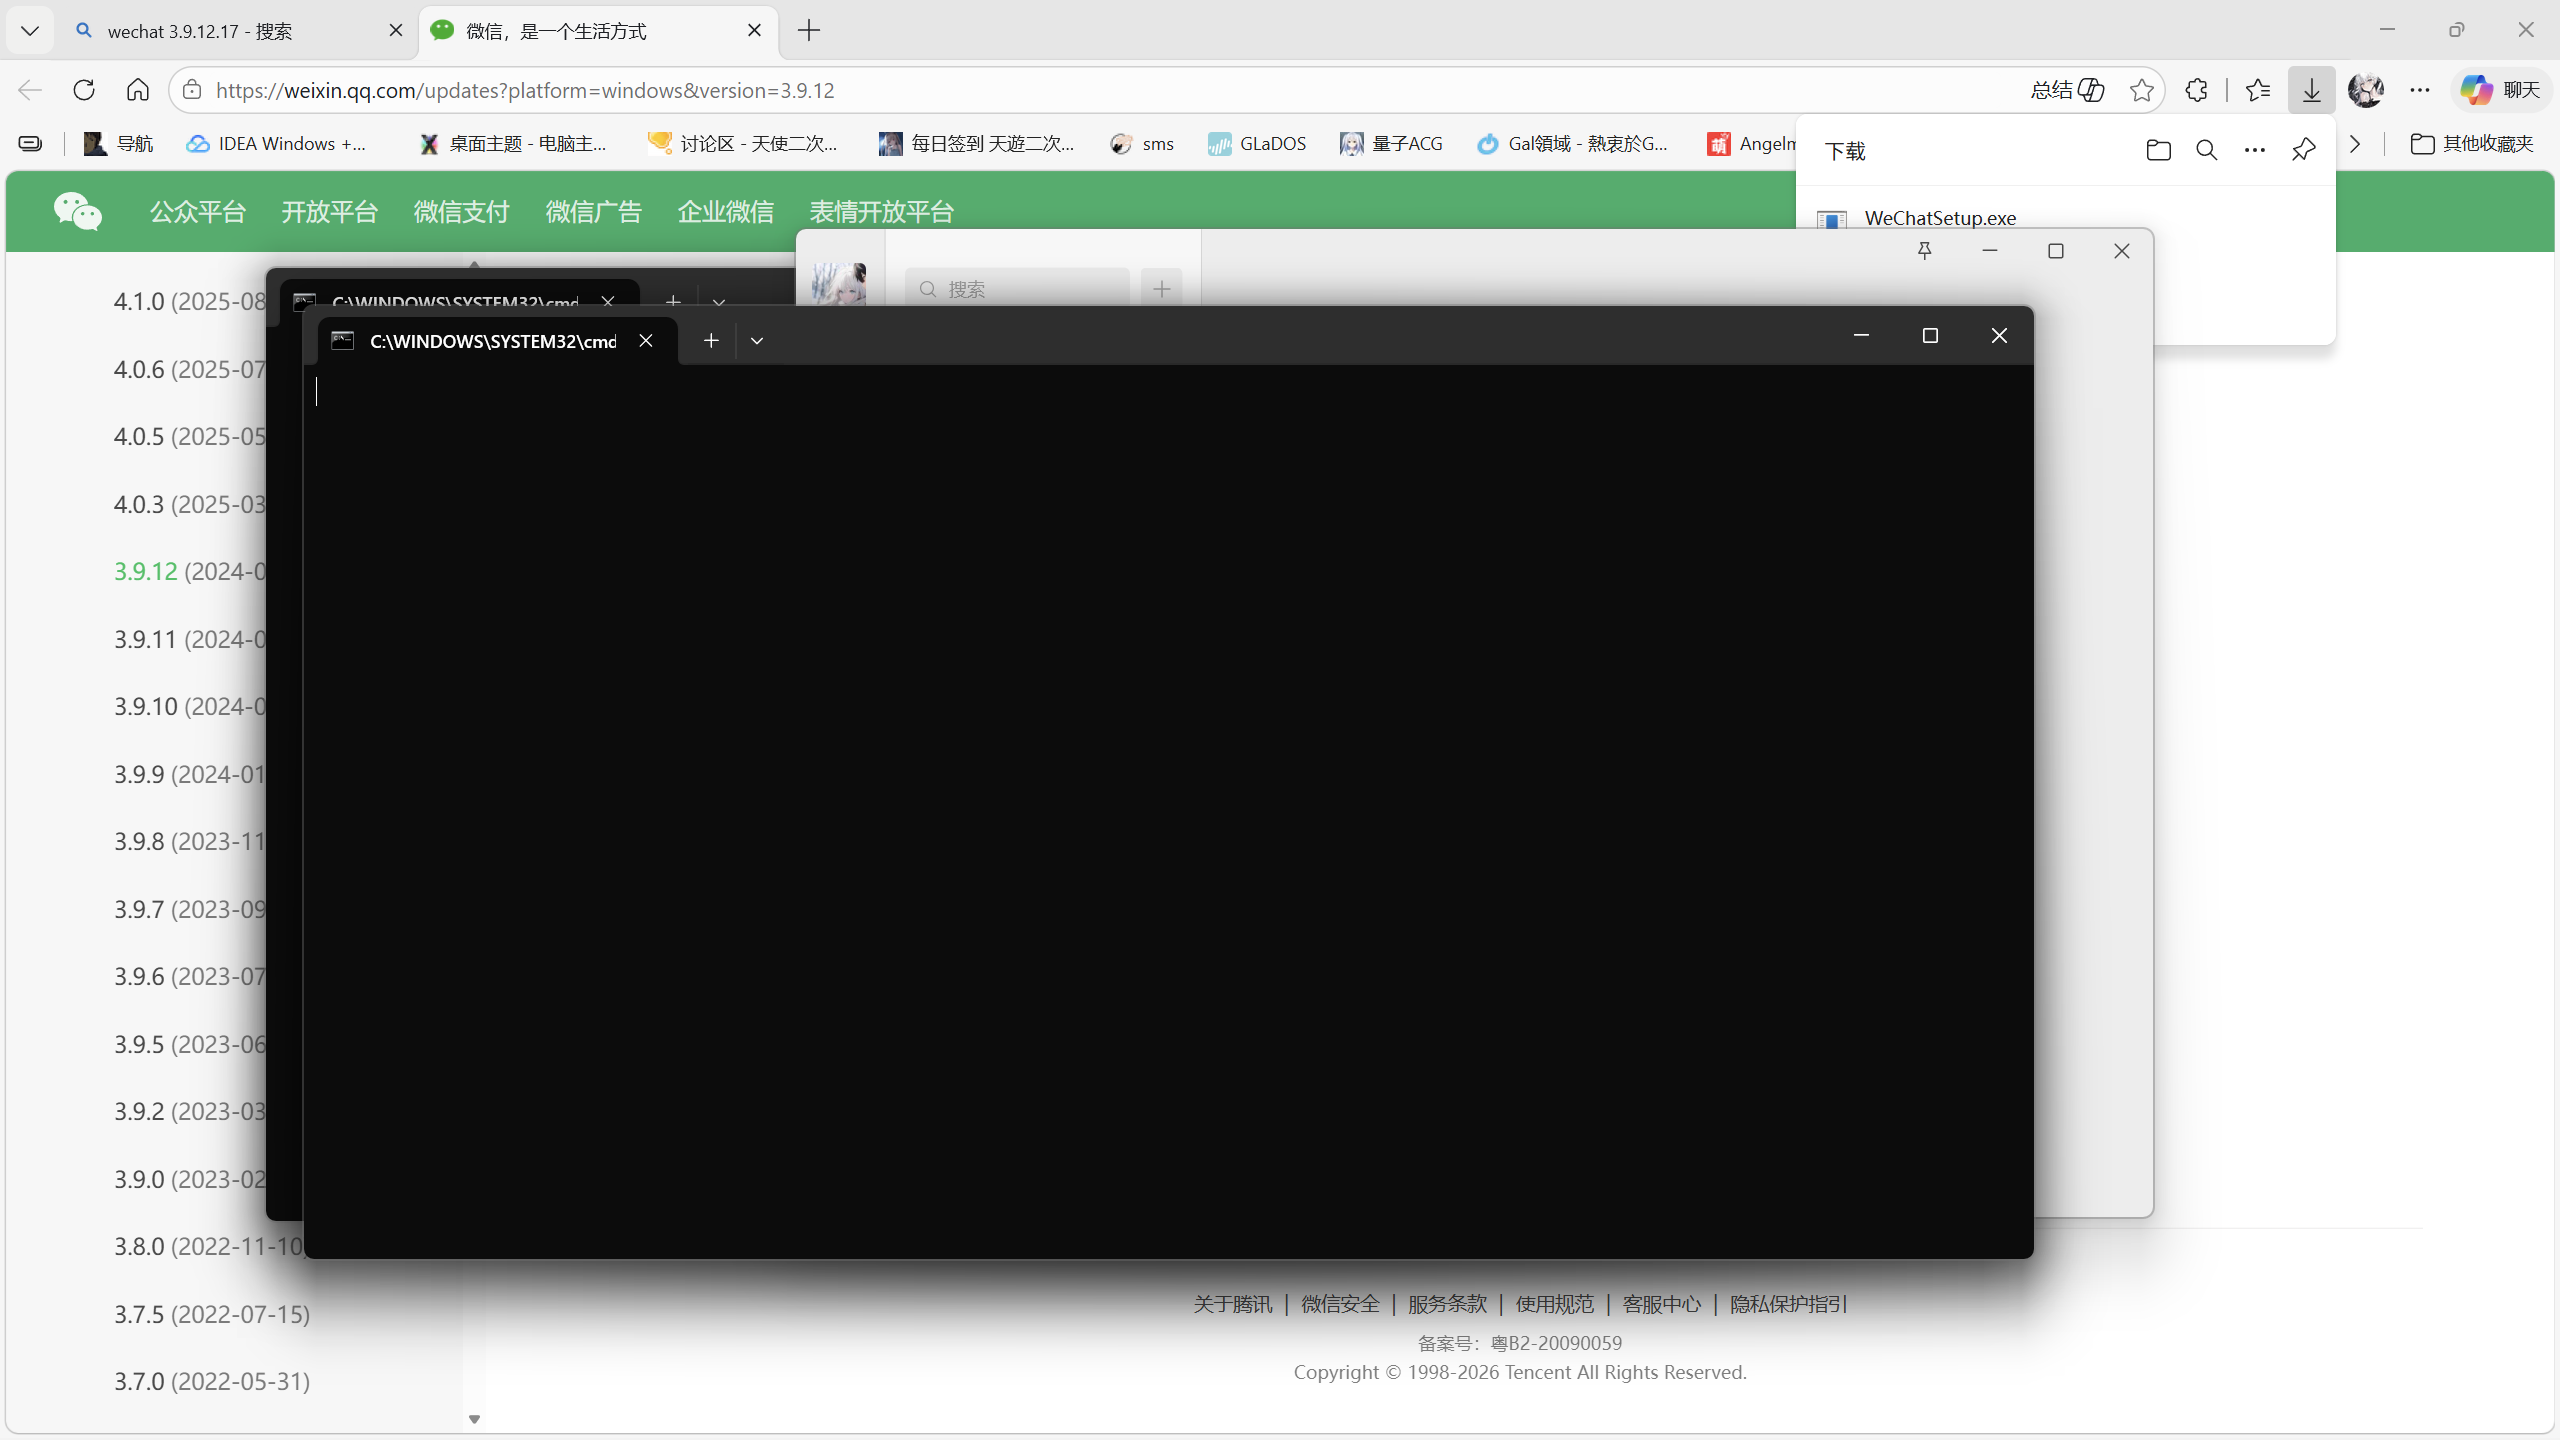 wechat 3.9.12.17 - 搜索
微信，是一个生活方式
https://weixin.qq.com/updates?platform=windows&version=3.9.12
总结
聊天
导航
IDEA Windows +...
桌面主题 - 电脑主...
讨论区 - 天使二次...
每日签到 天遊二次...
sms
GLaDOS
量子ACG
Gal領域 - 熱衷於G...
Angelm
其他收藏夹
下载
WeChatSetup.exe
公众平台
开放平台
微信支付
微信广告
企业微信
表情开放平台
搜索
C:\WINDOWS\SYSTEM32\cmd
C:\WINDOWS\SYSTEM32\cmd
4.1.0 (2025-08
4.0.6 (2025-07
4.0.5 (2025-05
4.0.3 (2025-03
3.9.12 (2024-0
3.9.11 (2024-0
3.9.10 (2024-0
3.9.9 (2024-01
3.9.8 (2023-11
3.9.7 (2023-09
3.9.6 (2023-07
3.9.5 (2023-06
3.9.2 (2023-03
3.9.0 (2023-02
3.8.0 (2022-11-10)
3.7.5 (2022-07-15)
3.7.0 (2022-05-31)
关于腾讯 | 微信安全 | 服务条款 | 使用规范 | 客服中心 | 隐私保护指引
备案号：粤B2-20090059
Copyright © 1998-2026 Tencent All Rights Reserved.